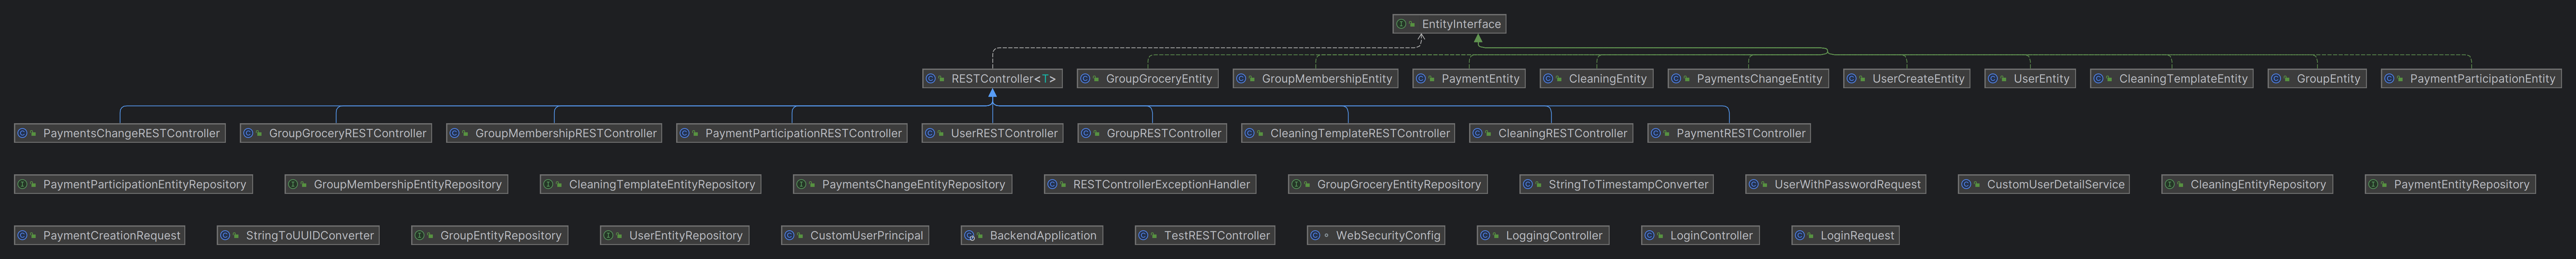 EntityInterface
RESTController<T>
GroupGroceryEntity
GroupMembershipEntity
PaymentEntity
CleaningEntity
PaymentsChangeEntity
UserCreateEntity
UserEntity
CleaningTemplateEntity
GroupEntity
PaymentParticipationEntity
PaymentsChangeRESTController
GroupGroceryRESTController
GroupMembershipRESTController
PaymentParticipationRESTController
UserRESTController
GroupRESTController
CleaningTemplateRESTController
CleaningRESTController
PaymentRESTController
PaymentParticipationEntityRepository
GroupMembershipEntityRepository
CleaningTemplateEntityRepository
PaymentsChangeEntityRepository
RESTControllerExceptionHandler
GroupGroceryEntityRepository
StringToTimestampConverter
UserWithPasswordRequest
CustomUserDetailService
CleaningEntityRepository
PaymentEntityRepository
PaymentCreationRequest
StringToUUIDConverter
GroupEntityRepository
UserEntityRepository
CustomUserPrincipal
BackendApplication
TestRESTController
WebSecurityConfig
LoggingController
LoginController
LoginRequest